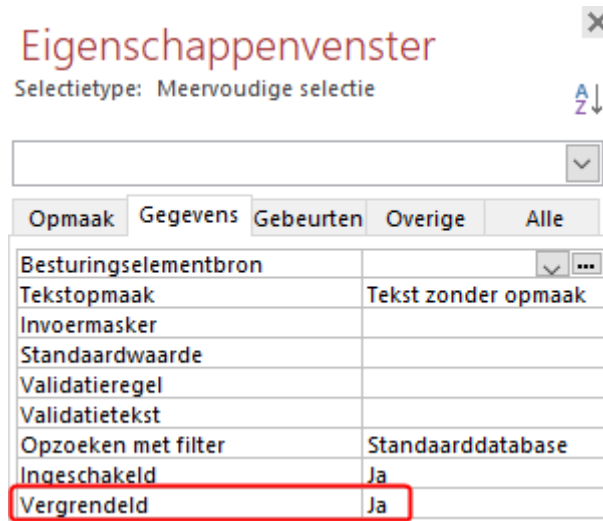 Eigenschappenvenster
Selectietype: Meervoudige selectie
Opmaak Gegevens Gebeurten Overige Alle
Besturingselementbron
Tekstopmaak Tekst zonder opmaak
Invoermasker
Standaardwaarde
Validatieregel
Validatietekst
Opzoeken met filter Standaarddatabase
Ingeschakeld Ja
Vergrendeld Ja